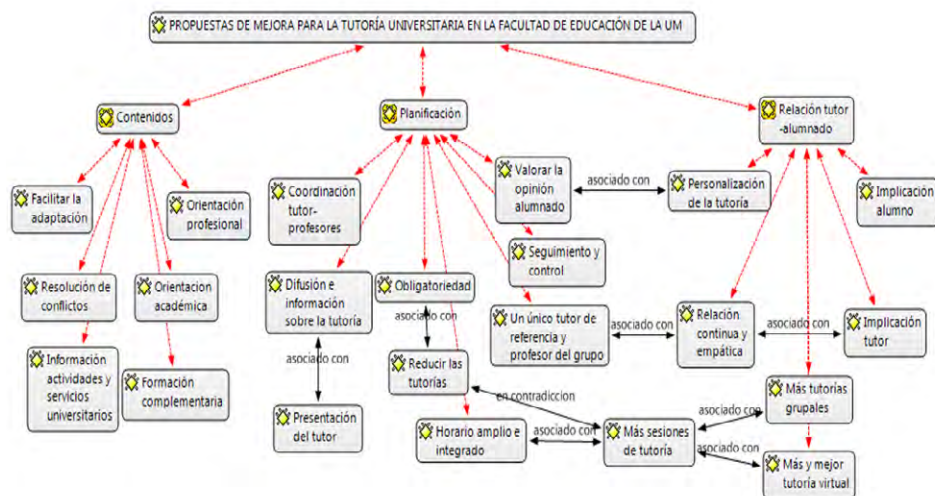 PROPUESTAS DE MEJORA PARA LA TUTORÍA UNIVERSITARIA EN LA FACULTAD DE EDUCACIÓN DE LA UM
Contenidos
Planificación
Relación tutor
-alumnado
Facilitar la
adaptación
Orientación
profesional
Coordinación
tutor-
profesores
Valorar la
opinión
alumnado
asociado con
Personalización
de la tutoría
Implicación
alumno
Seguimiento y
control
Resolución de
conflictos
Orientacion
académica
Difusión e
información
sobre la tutoría
Obligatoriedad
asociado con
Un único tutor de
referencia y
profesor del grupo
asociado con
Relación
continua y
empática
asociado con
Implicación
tutor
Información
actividades y
servicios
universitarios
Formación
complementaria
asociado con
Reducir las
tutorías
en contradiccion
Más tutorías
grupales
Presentación
del tutor
Horario amplio e
integrado
asociado con
Más sesiones
de tutoría
asociado con
asociado con
Más y mejor
tutoría virtual